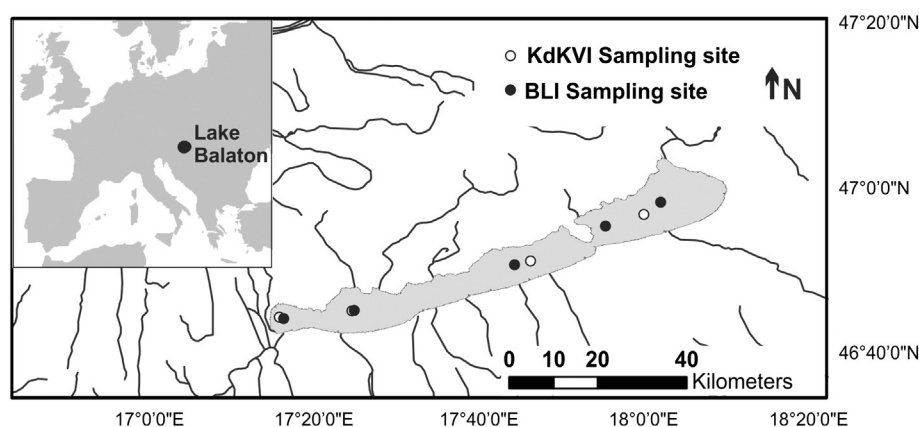 47°20'0"N
KdKVI Sampling site
BLI Sampling site
N
Lake
Balaton
47°0'0"N
46°40'0"N
0 10 20 40
Kilometers
17°0'0"E 17°20'0"E 17°40'0"E 18°0'0"E 18°20'0"E